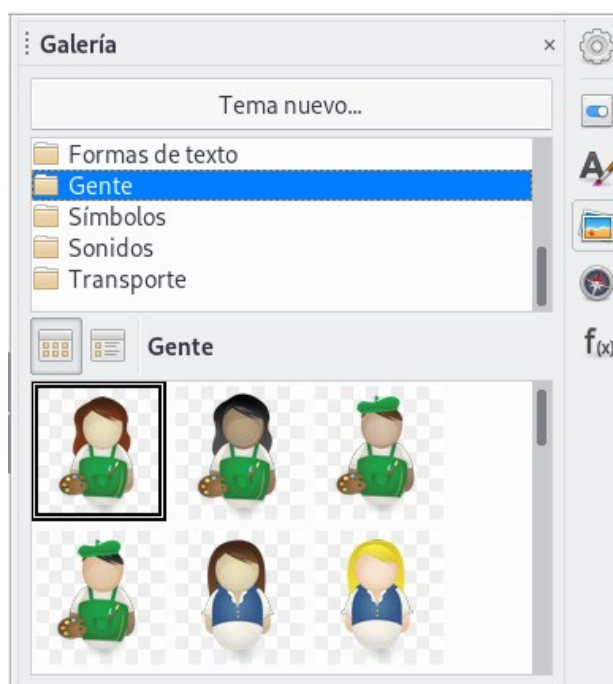 Galería
Tema nuevo...
Formas de texto
Gente
Símbolos
Sonidos
Transporte
Gente
f(x)